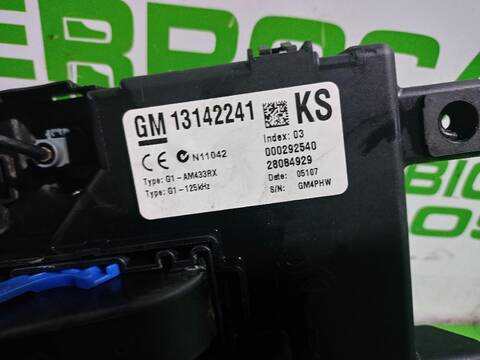 GM 13142241 KS
Index: 03
N11042
000292540
28084929
Type: G1-AM433RX
Date: 05107
Type: G1-125kHz
S/N: GM4PHW